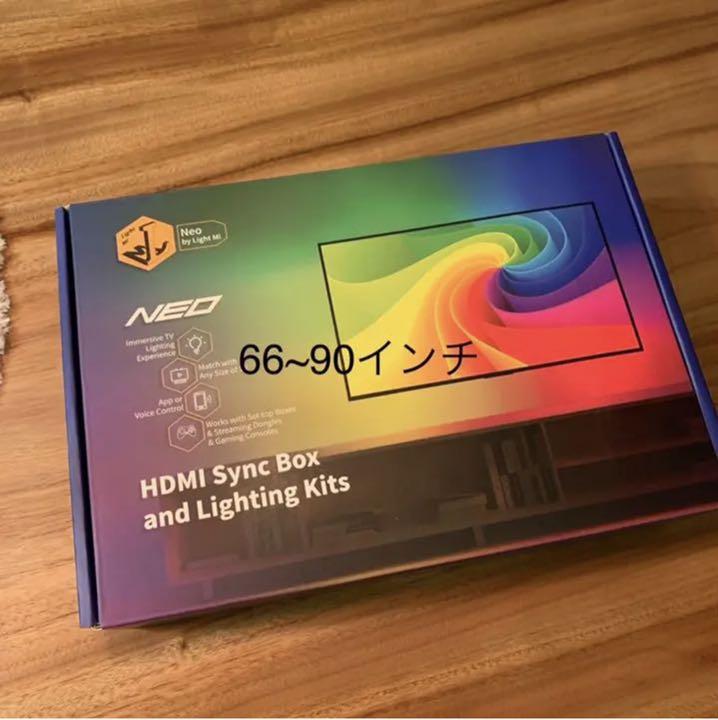 Light
Mi
Neo
by Light Mi
NEO
Immersive TV
Lighting
Experience
Match with
Any Size of
66~90インチ
App or
Voice Control
Works with Set top Boxes
& Streaming Dongles
& Gaming Consoles
HDMI Sync Box
and Lighting Kits